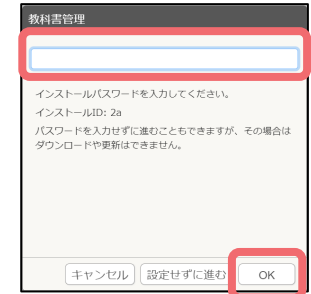 教科書管理
インストールパスワードを入力してください。
インストールID: 2a
パスワードを入力せずに進むこともできますが、その場合は
ダウンロードや更新はできません。
キャンセル
設定せずに進む
OK